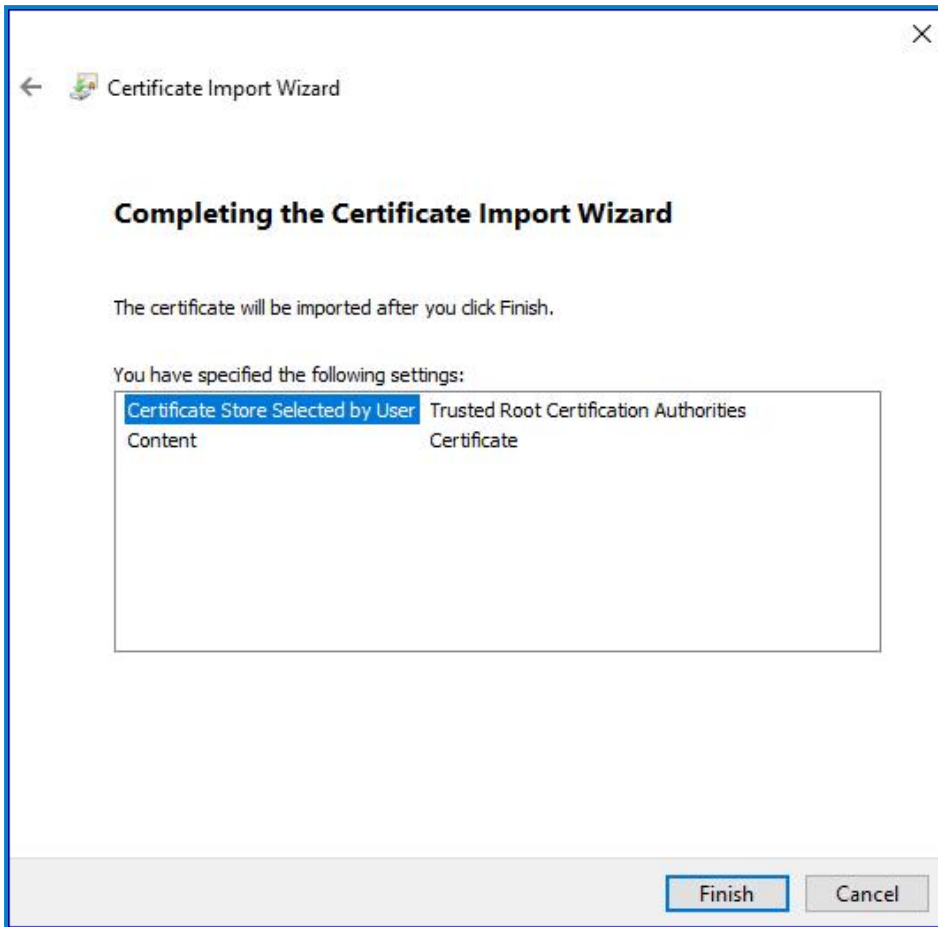 Certificate Import Wizard
Completing the Certificate Import Wizard
The certificate will be imported after you click Finish.
You have specified the following settings:
Certificate Store Selected by User Trusted Root Certification Authorities
Content Certificate
Finish Cancel